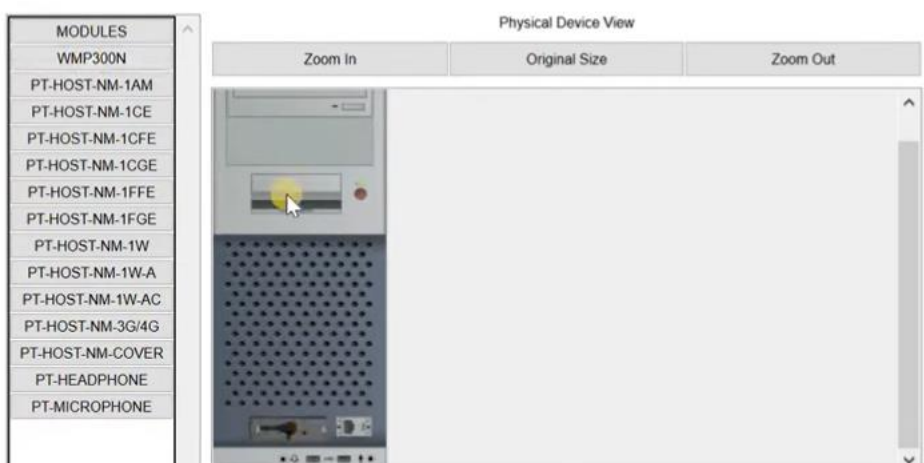 Physical Device View
Zoom In Original Size Zoom Out
MODULES
WMP300N
PT-HOST-NM-1AM
PT-HOST-NM-1CE
PT-HOST-NM-1CFE
PT-HOST-NM-1CGE
PT-HOST-NM-1FFE
PT-HOST-NM-1FGE
PT-HOST-NM-1W
PT-HOST-NM-1W-A
PT-HOST-NM-1W-AC
PT-HOST-NM-3G/4G
PT-HOST-NM-COVER
PT-HEADPHONE
PT-MICROPHONE